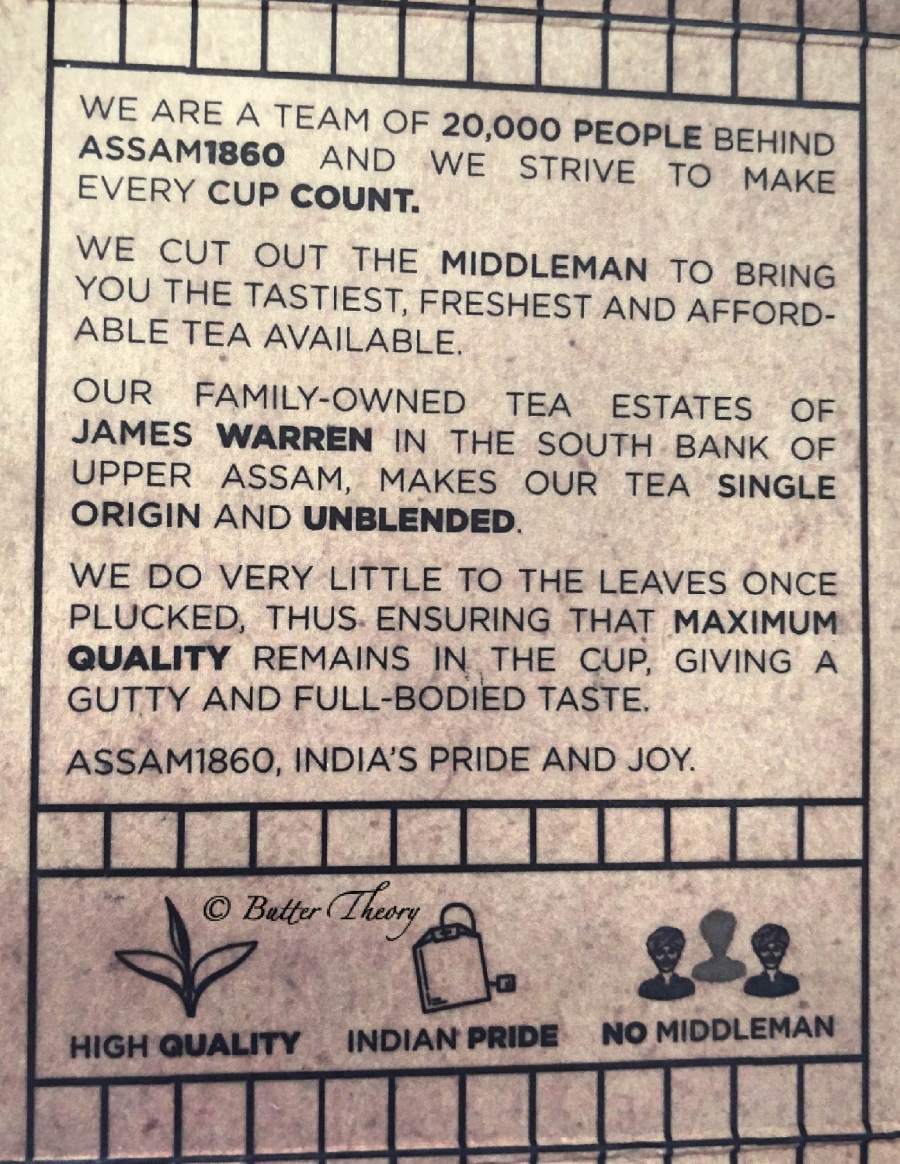 WE ARE A TEAM OF 20,000 PEOPLE BEHIND
ASSAM1860 AND WE STRIVE TO MAKE
EVERY CUP COUNT.
WE CUT OUT THE MIDDLEMAN TO BRING
YOU THE TASTIEST, FRESHEST AND AFFORD-
ABLE TEA AVAILABLE.
OUR FAMILY-OWNED TEA ESTATES OF
JAMES WARREN IN THE SOUTH BANK OF
UPPER ASSAM, MAKES OUR TEA SINGLE
ORIGIN AND UNBLENDED.
WE DO VERY LITTLE TO THE LEAVES ONCE
PLUCKED, THUS ENSURING THAT MAXIMUM
QUALITY REMAINS IN THE CUP, GIVING A
GUTTY AND FULL-BODIED TASTE.
ASSAM1860, INDIA'S PRIDE AND JOY.
© Butter Theory
HIGH QUALITY INDIAN PRIDE NO MIDDLEMAN